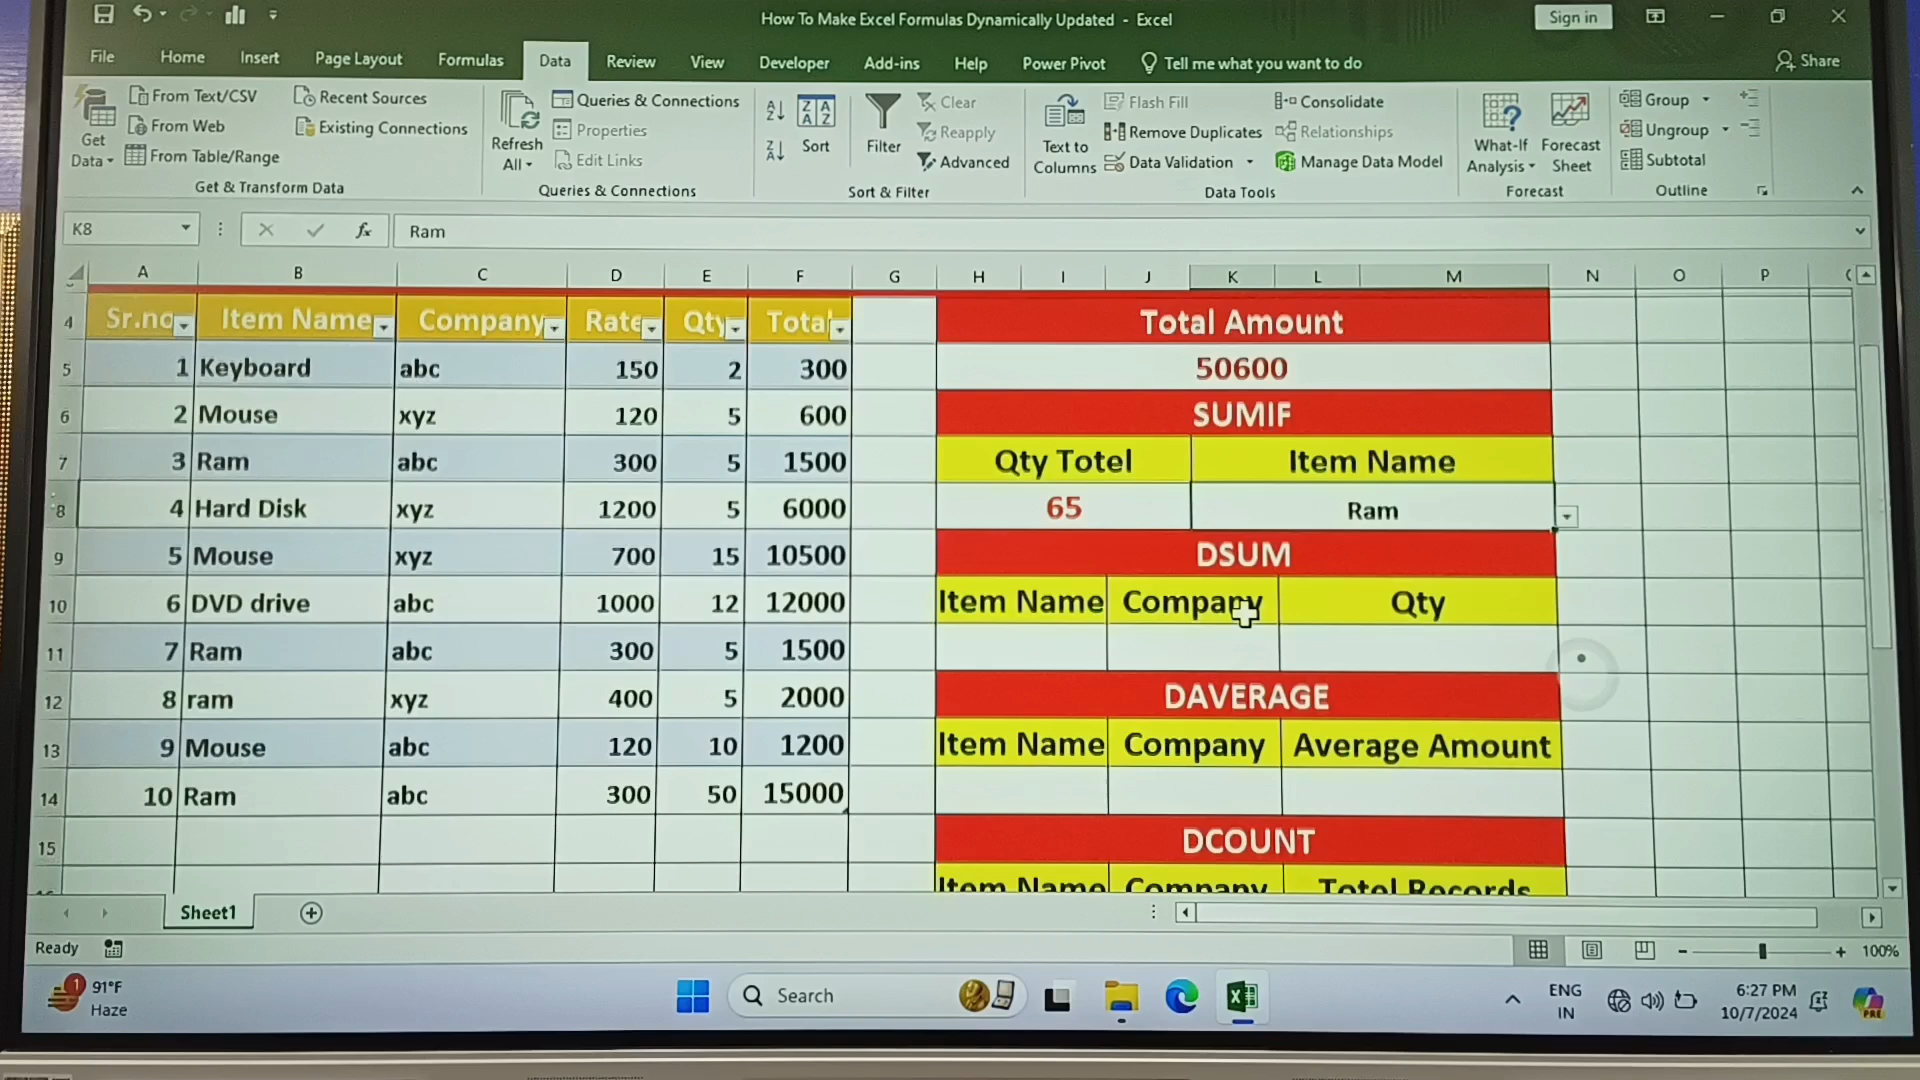 How To Make Excel Formulas Dynamically Updated - Excel
Sign in
File Home Insert Page Layout Formulas Data Review View Developer Add-ins Help Power Pivot Tell me what you want to do Share
Get Data
From Text/CSV
From Web
From Table/Range
Recent Sources
Existing Connections
Get & Transform Data
Refresh All
Queries & Connections
Properties
Edit Links
Queries & Connections
Sort
Filter
Clear
Reapply
Advanced
Sort & Filter
Text to Columns
Flash Fill
Remove Duplicates
Data Validation
Consolidate
Relationships
Manage Data Model
Data Tools
What-If Analysis
Forecast Sheet
Forecast
Group
Ungroup
Subtotal
Outline
K8 fx Ram
A B C D E F G H I J K L M N O P
4 Sr.no Item Name Company Rate Qty Total Total Amount
5 1 Keyboard abc 150 2 300 50600
6 2 Mouse xyz 120 5 600 SUMIF
7 3 Ram abc 300 5 1500 Qty Totel Item Name
8 4 Hard Disk xyz 1200 5 6000 65 Ram
9 5 Mouse xyz 700 15 10500 DSUM
10 6 DVD drive abc 1000 12 12000 Item Name Company Qty
11 7 Ram abc 300 5 1500
12 8 ram xyz 400 5 2000 DAVERAGE
13 9 Mouse abc 120 10 1200 Item Name Company Average Amount
14 10 Ram abc 300 50 15000
15 DCOUNT
Item Name Company Totel Records
Sheet1
Ready
100%
91°F
Haze
Search
ENG
IN
6:27 PM
10/7/2024
1
PRE